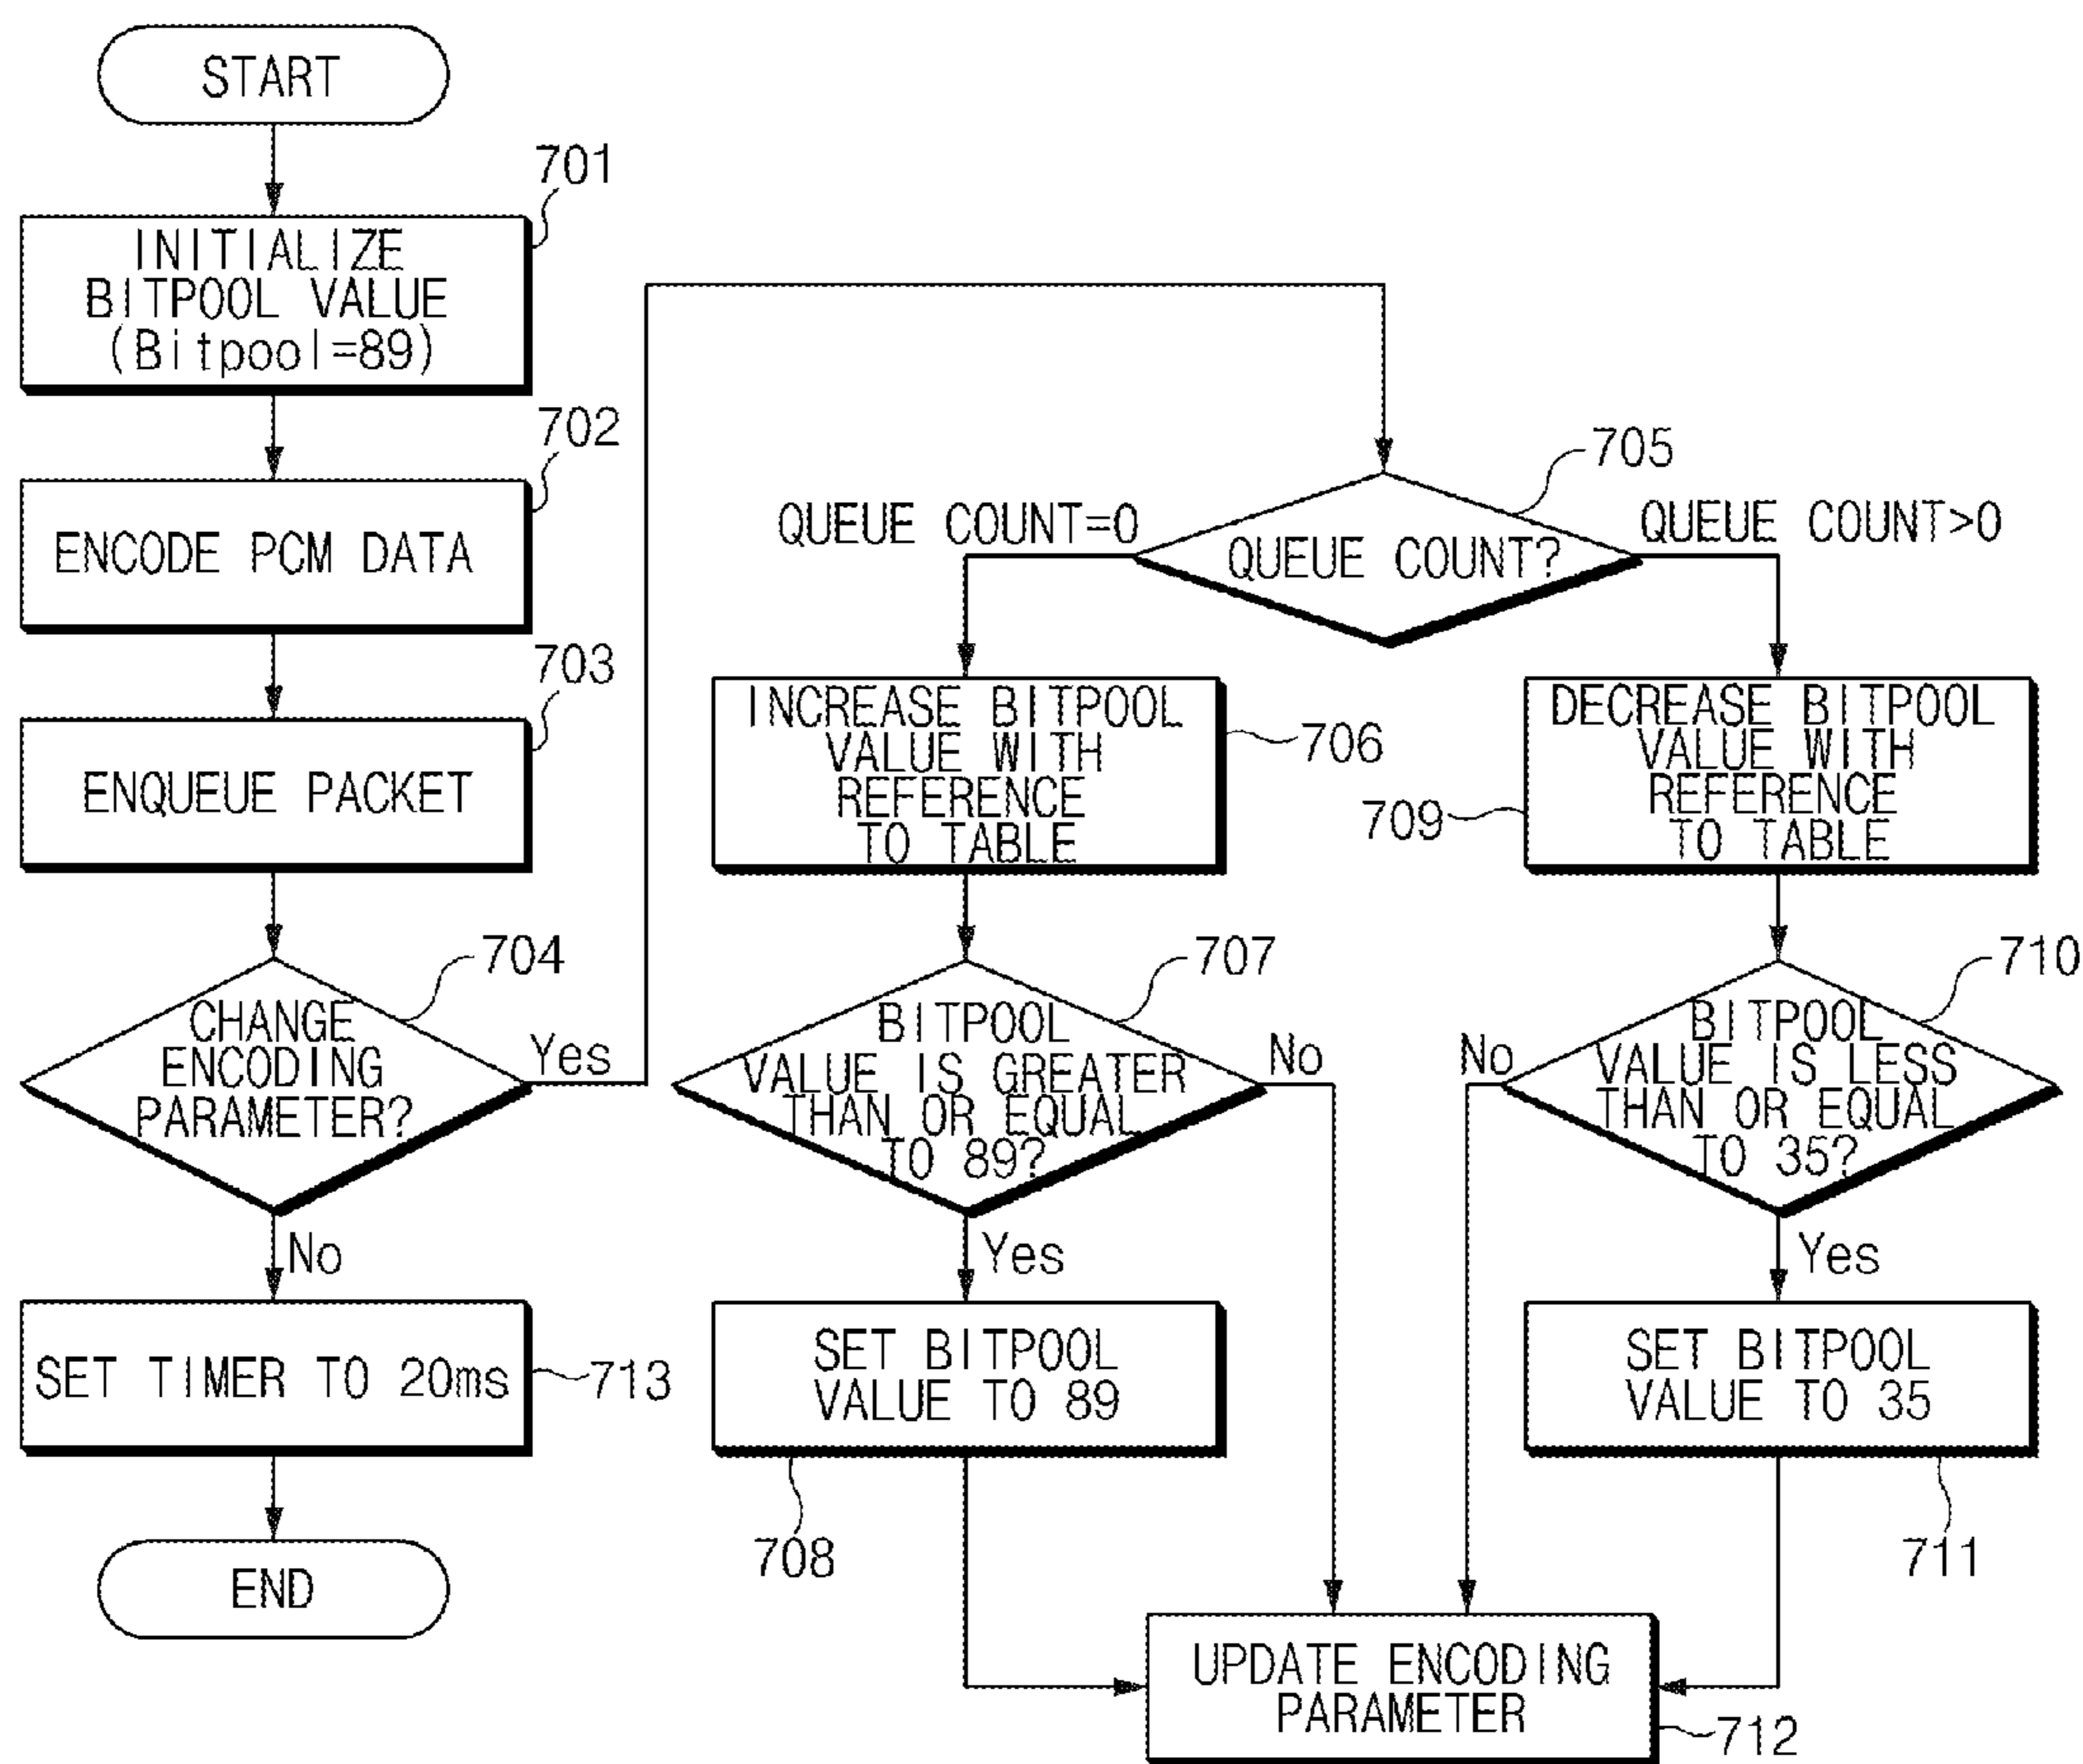 START
701
INITIALIZE
BITPOOL VALUE
(Bitpool=89)
702
ENCODE PCM DATA
703
ENQUEUE PACKET
704
CHANGE
ENCODING
PARAMETER?
Yes
No
SET TIMER TO 20ms
713
END
705
QUEUE COUNT=0
QUEUE COUNT?
QUEUE COUNT>0
INCREASE BITPOOL
VALUE WITH
REFERENCE
TO TABLE
706
707
BITPOOL
VALUE IS GREATER
THAN OR EQUAL
TO 89?
No
Yes
SET BITPOOL
VALUE TO 89
708
DECREASE BITPOOL
VALUE WITH
REFERENCE
TO TABLE
709
710
BITPOOL
VALUE IS LESS
THAN OR EQUAL
TO 35?
No
Yes
SET BITPOOL
VALUE TO 35
711
UPDATE ENCODING
PARAMETER
712